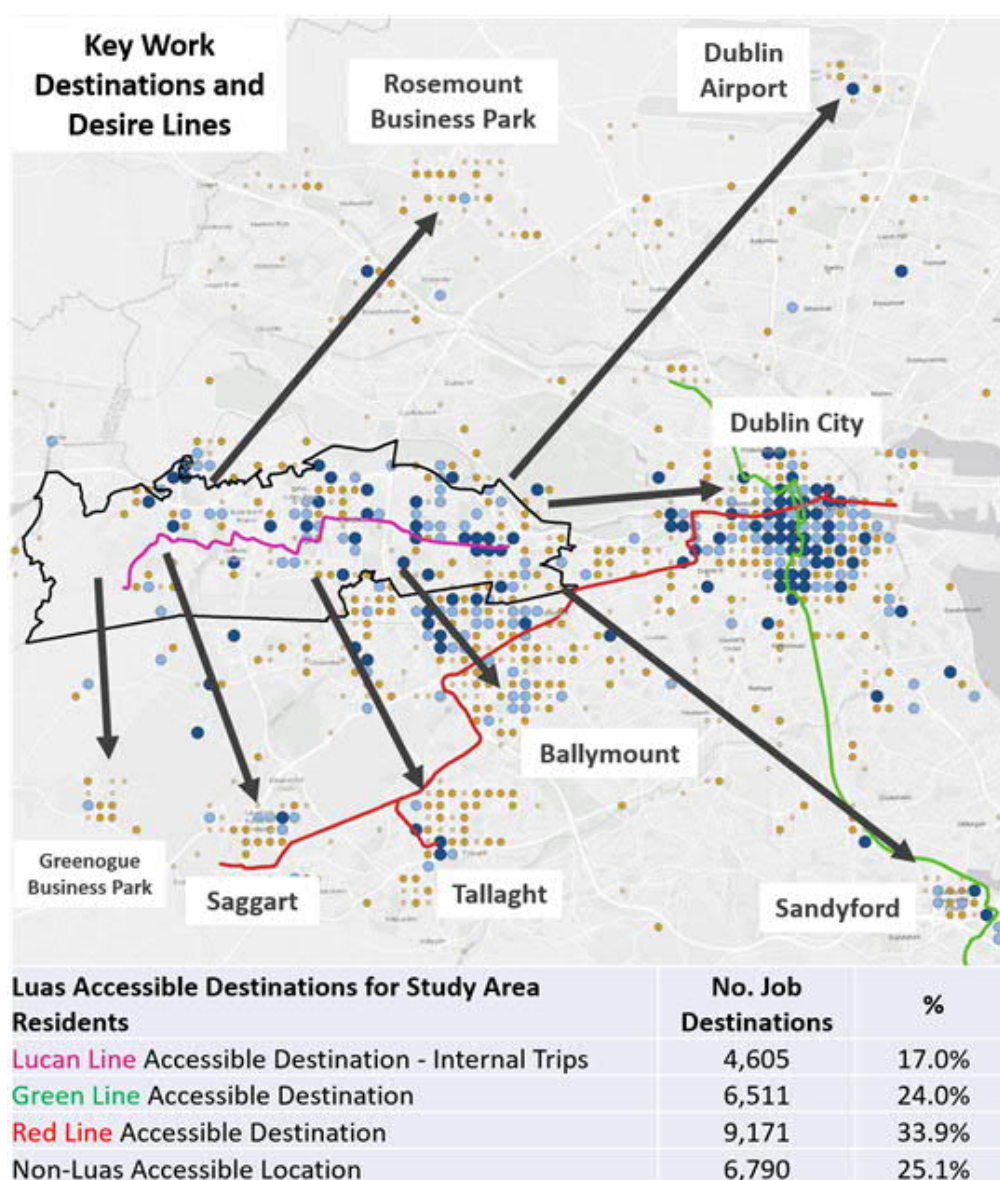 Key Work
Destinations and
Desire Lines
Rosemount
Business Park
Dublin
Airport
Dublin City
Ballymount
Greenogue
Business Park
Saggart
Tallaght
Sandyford
Luas Accessible Destinations for Study Area
Residents
No. Job
Destinations
%
Lucan Line Accessible Destination - Internal Trips 4,605 17.0%
Green Line Accessible Destination 6,511 24.0%
Red Line Accessible Destination 9,171 33.9%
Non-Luas Accessible Location 6,790 25.1%